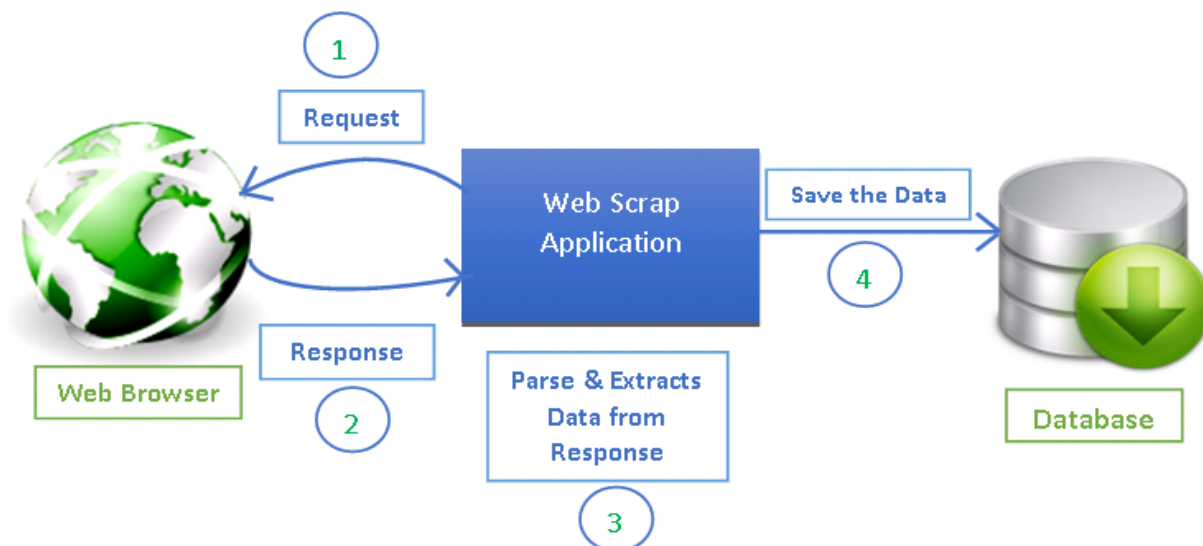 1
Request
Web Scrap
Application
Save the Data
4
Response
2
Web Browser
Parse & Extracts
Data from
Response
3
Database